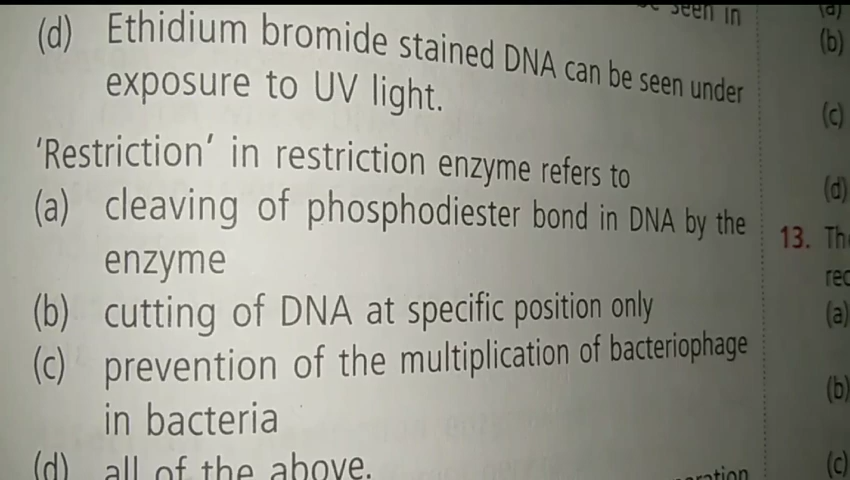 seen in
(d) Ethidium bromide stained DNA can be seen under
exposure to UV light.
'Restriction' in restriction enzyme refers to
(a) cleaving of phosphodiester bond in DNA by the
enzyme
(b) cutting of DNA at specific position only
(c) prevention of the multiplication of bacteriophage
in bacteria
(d) all of the above.
(a)
(b)
(c)
(d)
13.
(a)
(b)
(c)